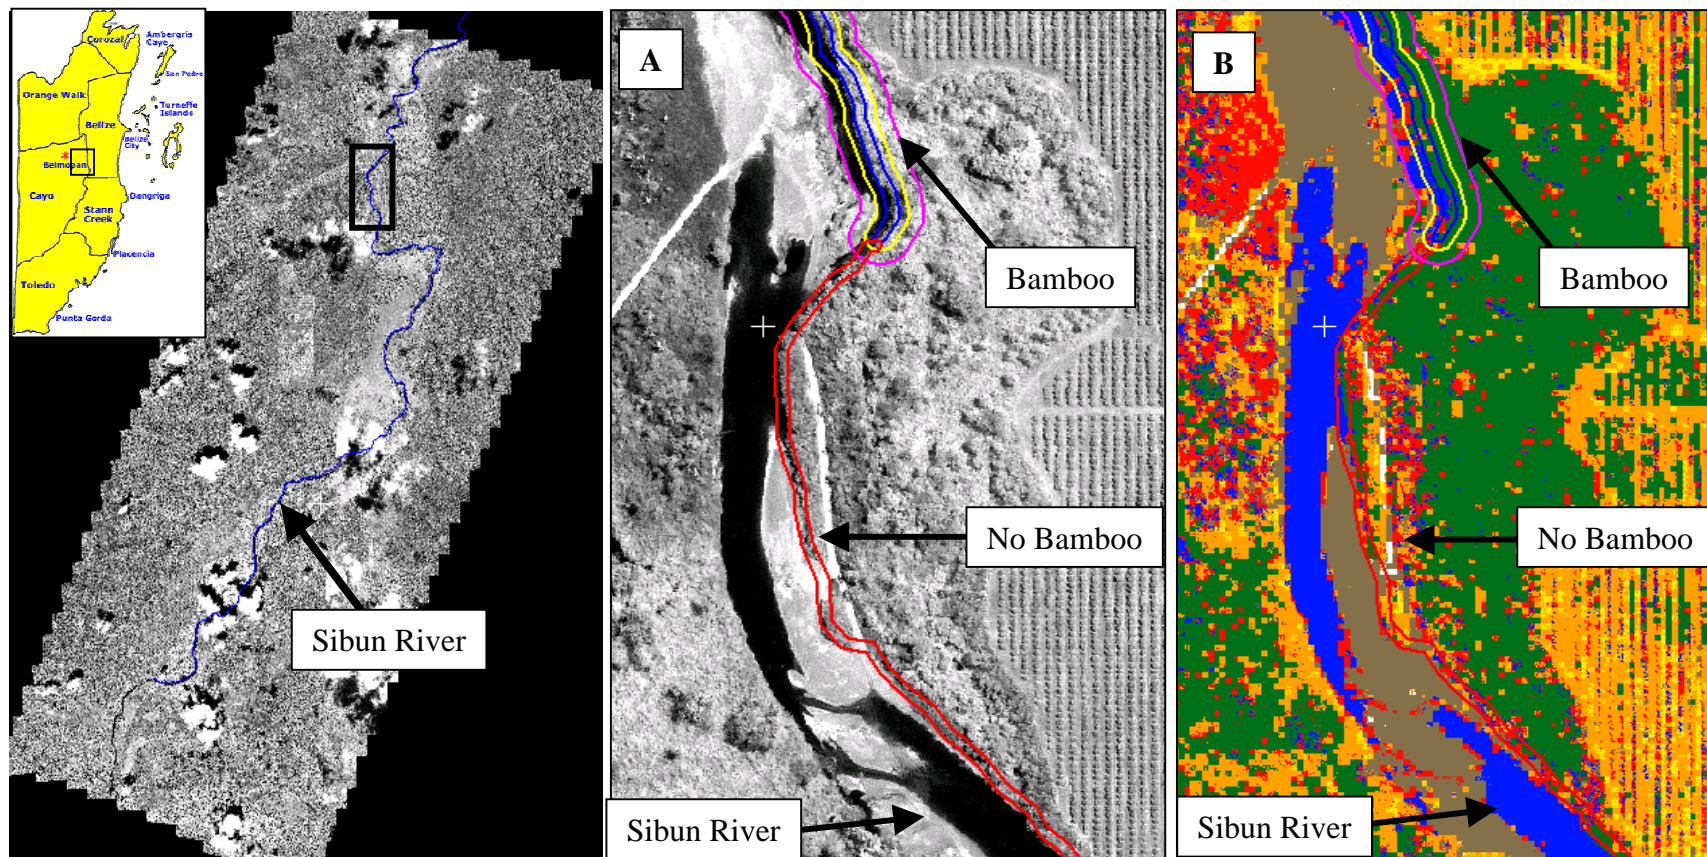 Corozal
Ambergris
Caye
San Pedro
Orange Walk
Turneffe
Islands
Belize
Belize
City
*
Belmopan
Cayo
Dangriga
Stann
Creek
Placencia
Toledo
Punta Gorda
Sibun River
A
Bamboo
No Bamboo
Sibun River
B
Bamboo
No Bamboo
Sibun River